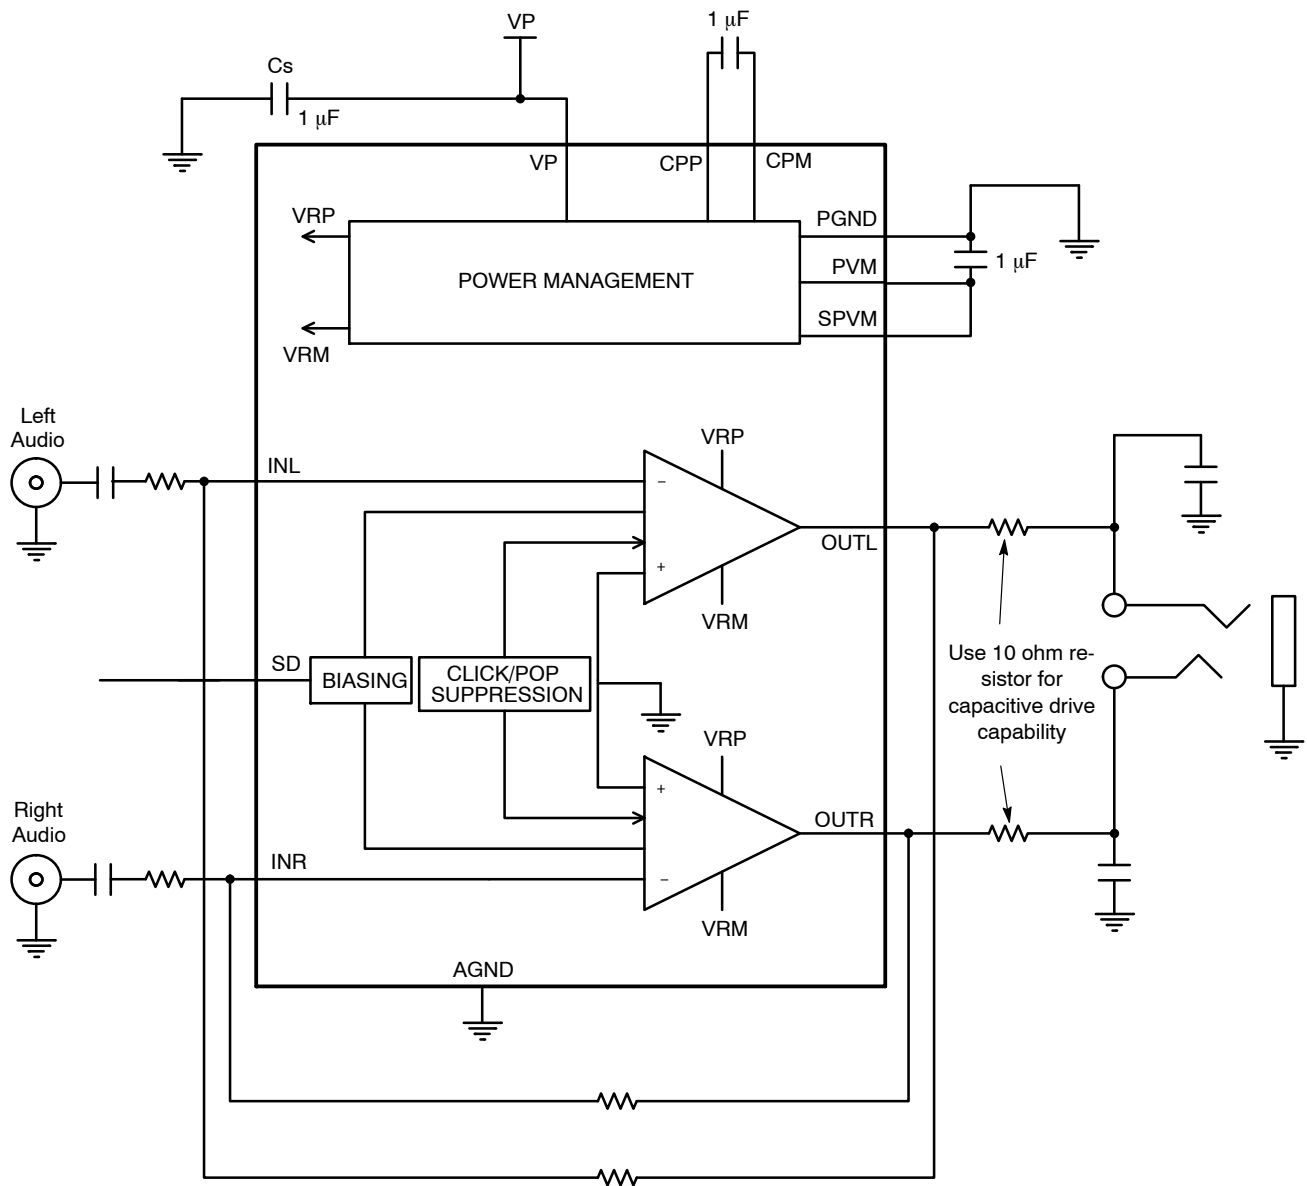 VP
1 μF
Cs
1 μF
VP
CPP
CPM
VRP
PGND
POWER MANAGEMENT
PVM
1 μF
SPVM
VRM
Left
Audio
VRP
INL
−
OUTL
+
VRM
SD
BIASING
CLICK/POP
SUPPRESSION
Use 10 ohm re-
sistor for
capacitive drive
capability
VRP
+
Right
Audio
OUTR
INR
−
VRM
AGND